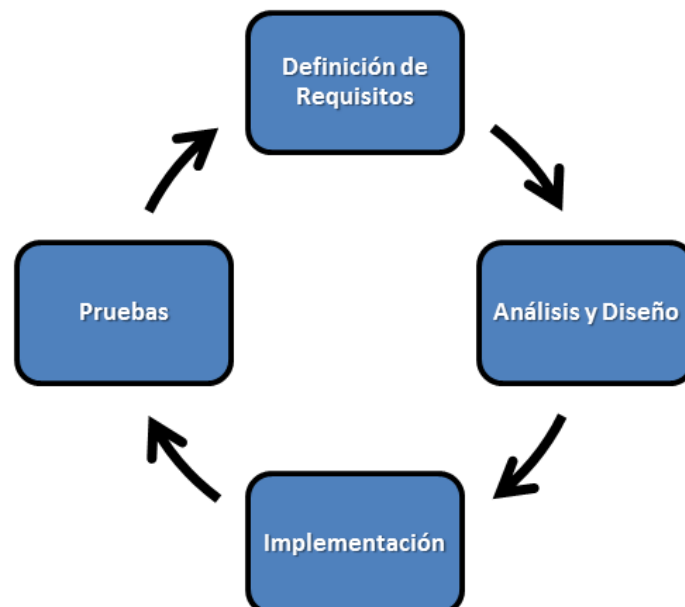 Definición de
Requisitos
Pruebas
Análisis y Diseño
Implementación